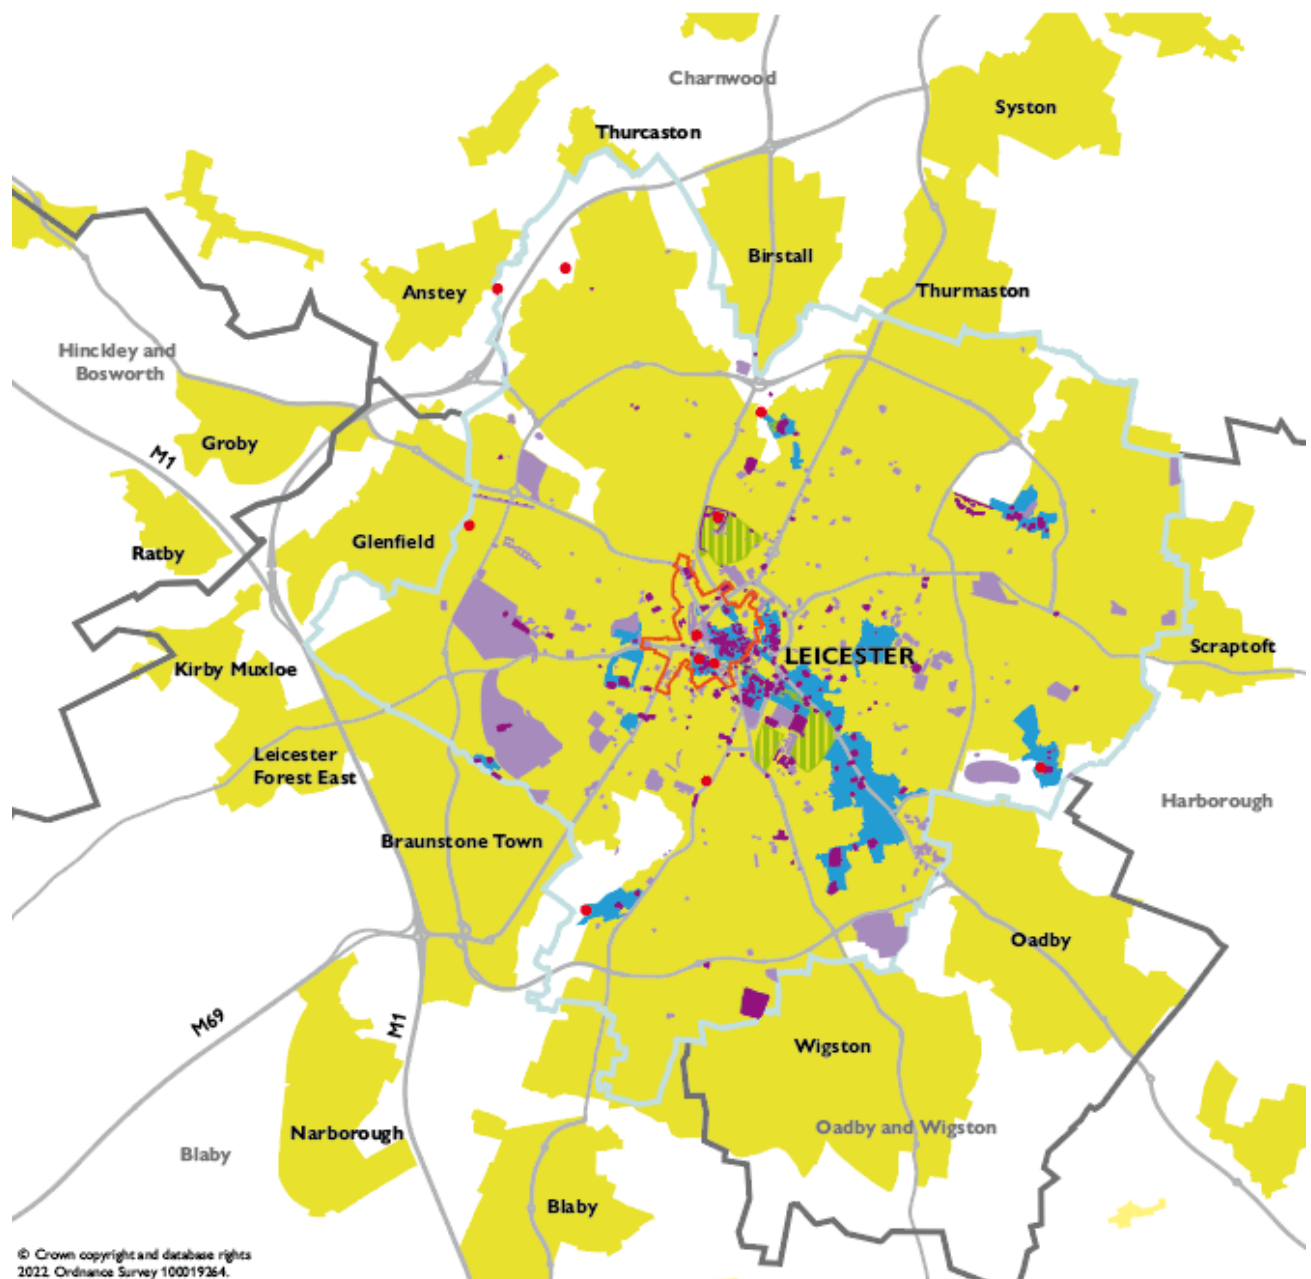 Charnwood
Syston
Thurcaston
Birstall
Anstey
Thurmaston
Hinckley and
Bosworth
Groby
M1
Glenfield
Ratby
LEICESTER
Scraptoft
Kirby Muxloe
Leicester
Forest East
Harborough
Braunstone Town
Oadby
M69
M1
Wigston
Narborough
Oadby and Wigston
Blaby
Blaby
© Crown copyright and database rights
2022. Ordnance Survey 100019264.